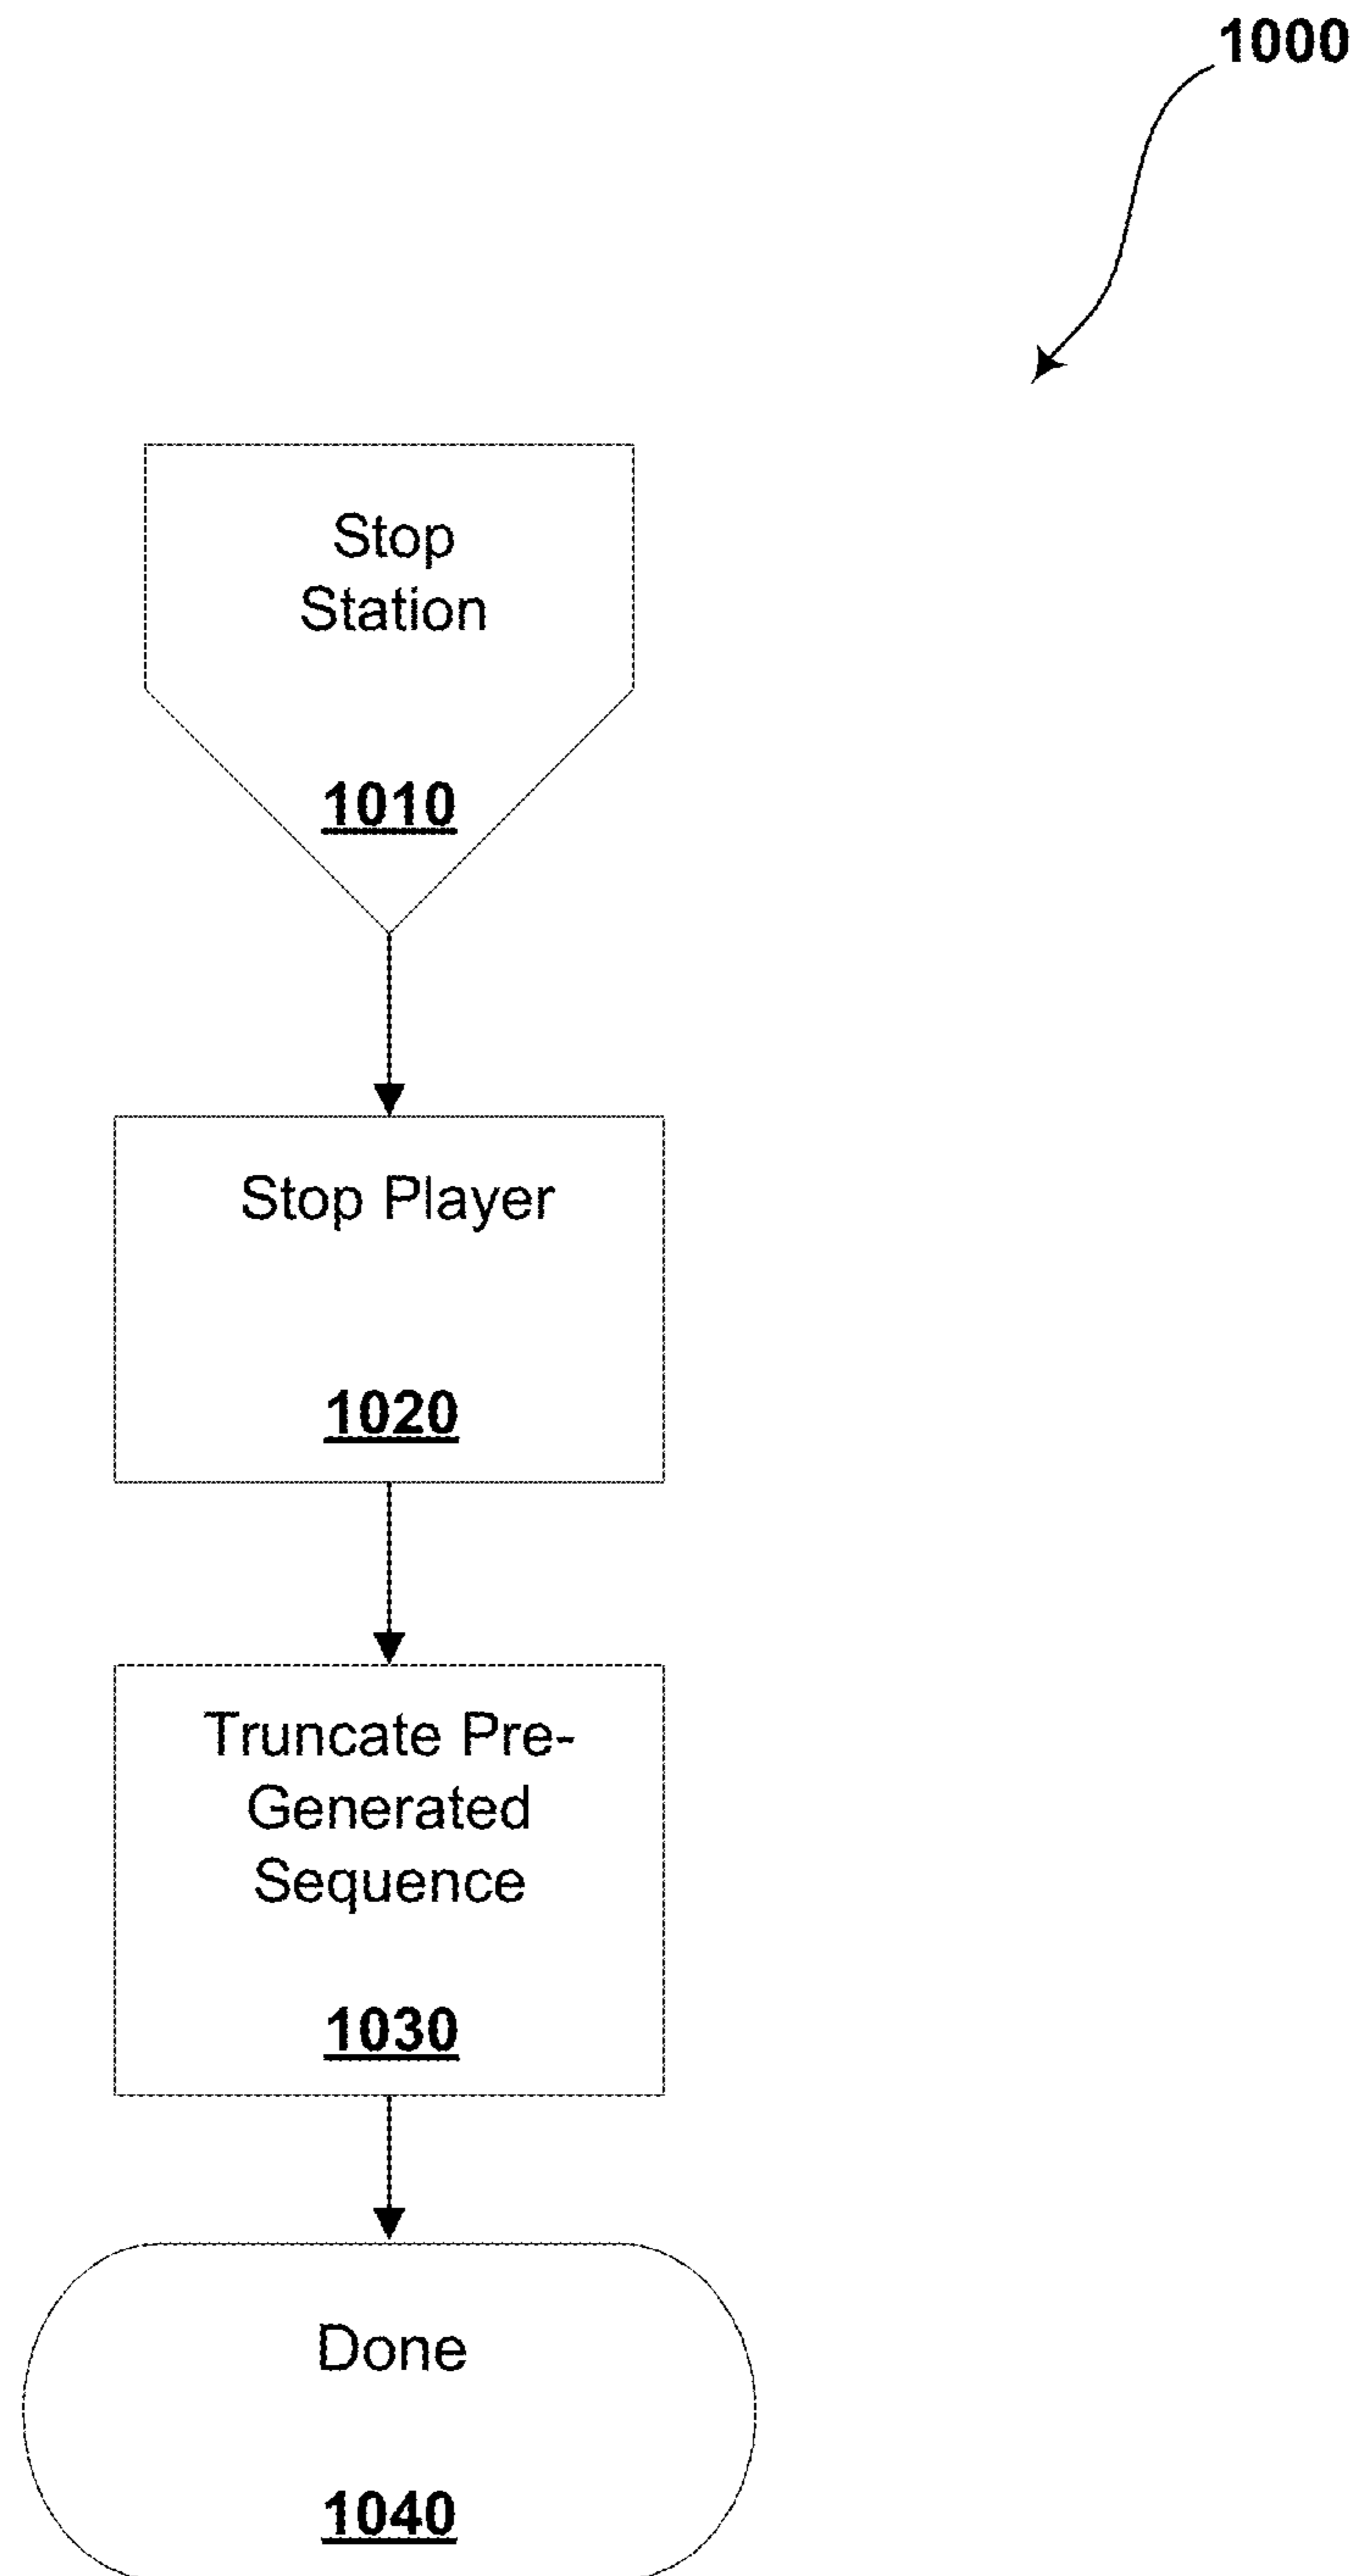 1000
Stop
Station
1010
Stop Player
1020
Truncate Pre-
Generated
Sequence
1030
Done
1040